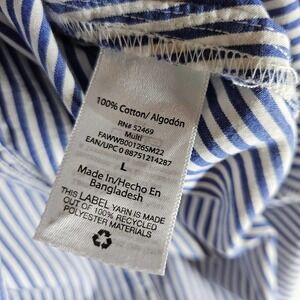 100% Cotton/ Algodón
RN# 52469
Multi
FAWWB00126SM22
EAN/UPC 0 88751214287
L
Made In/Hecho En
Bangladesh
THIS LABEL YARN IS MADE
OUT OF 100% RECYCLED
POLYESTER MATERIALS